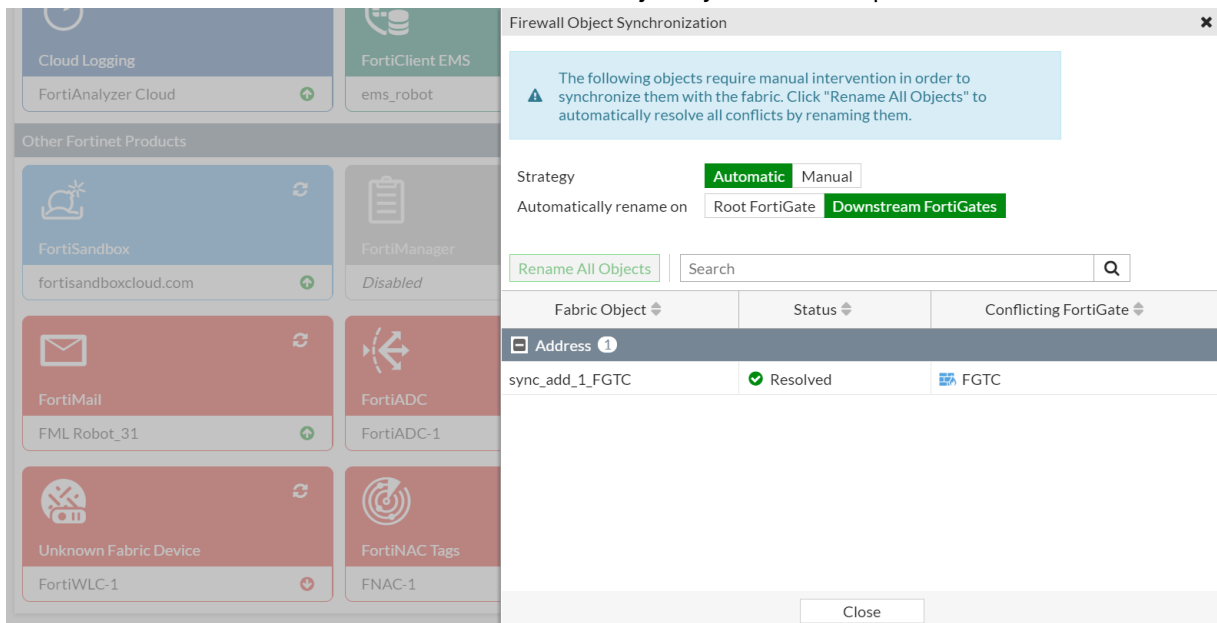 Firewall Object Synchronization
Cloud Logging
FortiClient EMS
FortiAnalyzer Cloud
ems_robot
Other Fortinet Products
FortiSandbox
FortiManager
fortisandboxcloud.com
Disabled
FortiMail
FortiADC
FML Robot_31
FortiADC-1
Unknown Fabric Device
FortiNAC Tags
FortiWLC-1
FNAC-1
The following objects require manual intervention in order to
synchronize them with the fabric. Click "Rename All Objects" to
automatically resolve all conflicts by renaming them.
Strategy Automatic Manual
Automatically rename on Root FortiGate Downstream FortiGates
Rename All Objects Search
Fabric Object Status Conflicting FortiGate
Address 1
sync_add_1_FGTC Resolved FGTC
Close